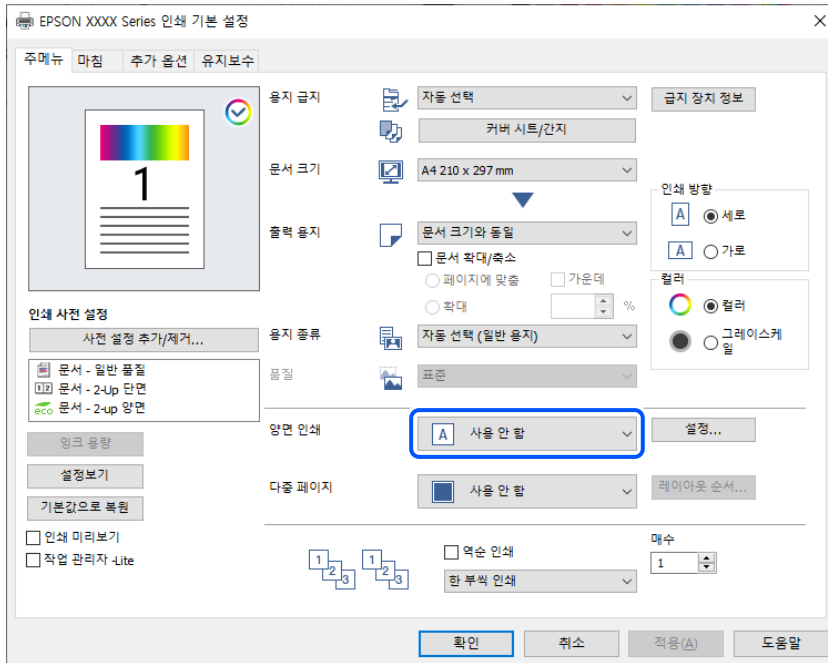 EPSON XXXX Series 인쇄 기본 설정
주메뉴 마침 추가 옵션 유지보수
1
인쇄 사전 설정
사전 설정 추가/제거...
문서 - 일반 품질
1 2 문서 - 2-Up 단면
eco 문서 - 2-up 양면
잉크 용량
설정보기
기본값으로 복원
인쇄 미리보기
작업 관리자 -Lite
용지 급지 자동 선택 급지 장치 정보
커버 시트/간지
문서 크기 A4 210 x 297 mm
출력 용지 문서 크기와 동일
문서 확대/축소
페이지에 맞춤 가운데
확대 %
용지 종류 자동 선택 (일반 용지)
품질 표준
인쇄 방향
A 세로
A 가로
컬러
컬러
그레이스케
일
양면 인쇄 A 사용 안 함 설정...
다중 페이지 사용 안 함 레이아웃 순서...
1 2 3 1 2 3
역순 인쇄
한 부씩 인쇄
매수
1
확인 취소 적용(A) 도움말